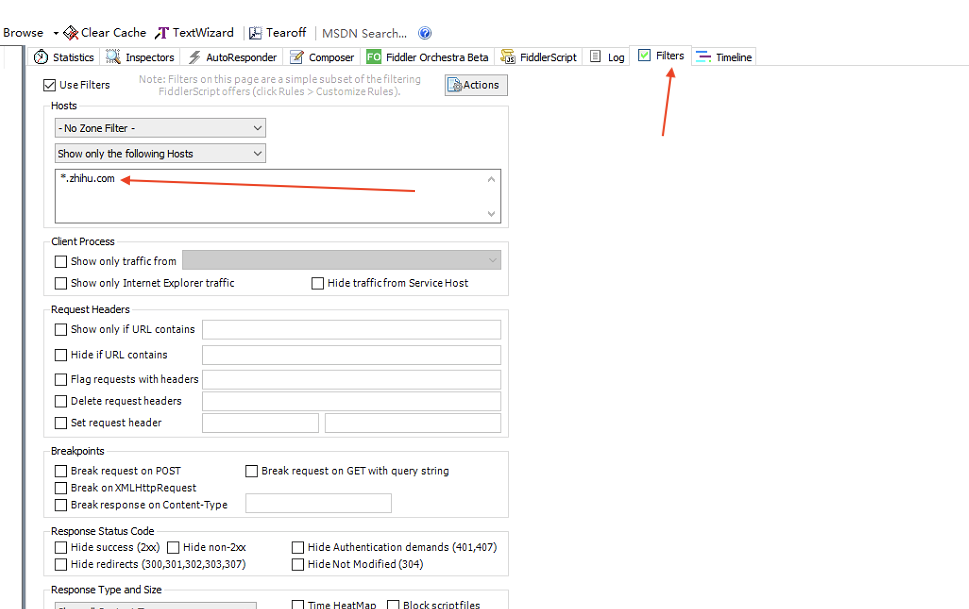 Browse Clear Cache TextWizard Tearoff MSDN Search...
Statistics Inspectors AutoResponder Composer FO Fiddler Orchestra Beta FiddlerScript Log Filters Timeline
Use Filters
Note: Filters on this page are a simple subset of the filtering
FiddlerScript offers (click Rules > Customize Rules).
Actions
Hosts
- No Zone Filter -
Show only the following Hosts
*.zhihu.com
Client Process
Show only traffic from
Show only Internet Explorer traffic Hide traffic from Service Host
Request Headers
Show only if URL contains
Hide if URL contains
Flag requests with headers
Delete request headers
Set request header
Breakpoints
Break request on POST Break request on GET with query string
Break on XMLHttpRequest
Break response on Content-Type
Response Status Code
Hide success (2xx) Hide non-2xx Hide Authentication demands (401,407)
Hide redirects (300,301,302,303,307) Hide Not Modified (304)
Response Type and Size
Time HeatMap Block script files